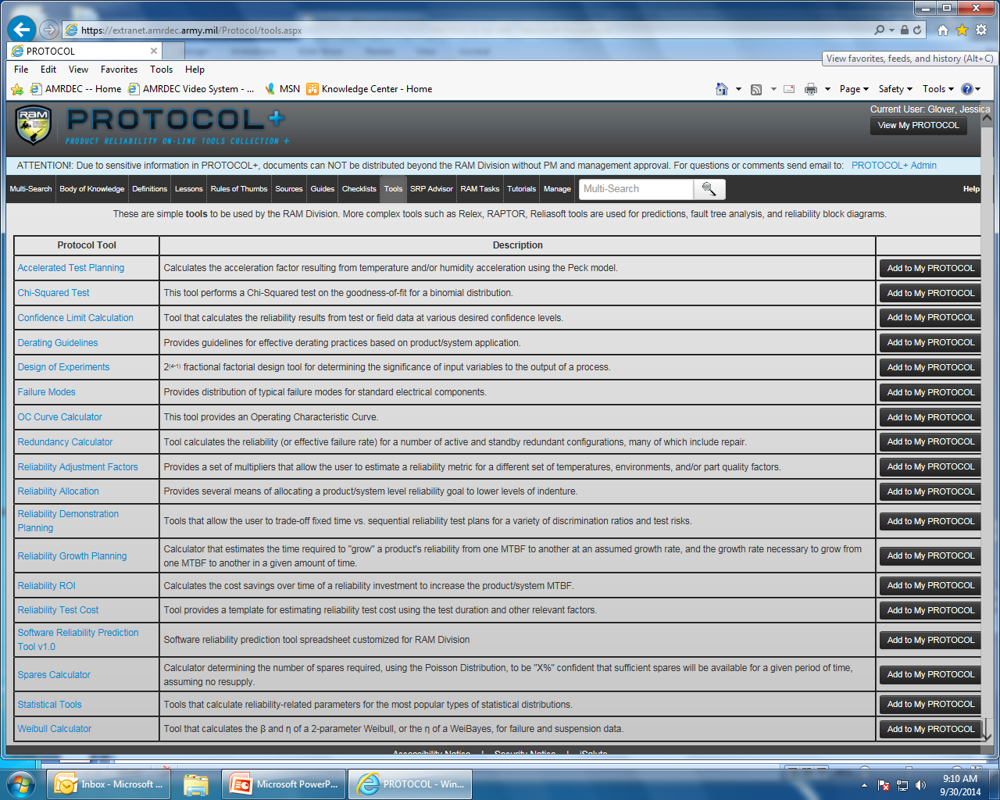 https://extranet.amrdec.army.mil/Protocol/tools.aspx
PROTOCOL
View favorites, feeds, and history (Alt+C)
File Edit View Favorites Tools Help
AMRDEC -- Home AMRDEC Video System - ... MSN Knowledge Center - Home Page Safety Tools
RAM PROTOCOL+
PRODUCT RELIABILITY ON-LINE TOOLS COLLECTION +
Current User: Glover, Jessica
View My PROTOCOL
ATTENTION!: Due to sensitive information in PROTOCOL+, documents can NOT be distributed beyond the RAM Division without PM and management approval. For questions or comments send email to: PROTOCOL+ Admin
Multi-Search Body of Knowledge Definitions Lessons Rules of Thumbs Sources Guides Checklists Tools SRP Advisor RAM Tasks Tutorials Manage Multi-Search Help
These are simple tools to be used by the RAM Division. More complex tools such as Relex, RAPTOR, Reliasoft tools are used for predictions, fault tree analysis, and reliability block diagrams.
Protocol Tool Description
Accelerated Test Planning Calculates the acceleration factor resulting from temperature and/or humidity acceleration using the Peck model. Add to My PROTOCOL
Chi-Squared Test This tool performs a Chi-Squared test on the goodness-of-fit for a binomial distribution. Add to My PROTOCOL
Confidence Limit Calculation Tool that calculates the reliability results from test or field data at various desired confidence levels. Add to My PROTOCOL
Derating Guidelines Provides guidelines for effective derating practices based on product/system application. Add to My PROTOCOL
Design of Experiments 2(4-1) fractional factorial design tool for determining the significance of input variables to the output of a process. Add to My PROTOCOL
Failure Modes Provides distribution of typical failure modes for standard electrical components. Add to My PROTOCOL
OC Curve Calculator This tool provides an Operating Characteristic Curve. Add to My PROTOCOL
Redundancy Calculator Tool calculates the reliability (or effective failure rate) for a number of active and standby redundant configurations, many of which include repair. Add to My PROTOCOL
Reliability Adjustment Factors Provides a set of multipliers that allow the user to estimate a reliability metric for a different set of temperatures, environments, and/or part quality factors. Add to My PROTOCOL
Reliability Allocation Provides several means of allocating a product/system level reliability goal to lower levels of indenture. Add to My PROTOCOL
Reliability Demonstration
Planning
Tools that allow the user to trade-off fixed time vs. sequential reliability test plans for a variety of discrimination ratios and test risks. Add to My PROTOCOL
Reliability Growth Planning
Calculator that estimates the time required to "grow" a product's reliability from one MTBF to another at an assumed growth rate, and the growth rate necessary to grow from
one MTBF to another in a given amount of time.
Add to My PROTOCOL
Reliability ROI Calculates the cost savings over time of a reliability investment to increase the product/system MTBF. Add to My PROTOCOL
Reliability Test Cost Tool provides a template for estimating reliability test cost using the test duration and other relevant factors. Add to My PROTOCOL
Software Reliability Prediction
Tool v1.0
Software reliability prediction tool spreadsheet customized for RAM Division Add to My PROTOCOL
Spares Calculator
Calculator determining the number of spares required, using the Poisson Distribution, to be "X%" confident that sufficient spares will be available for a given period of time,
assuming no resupply.
Add to My PROTOCOL
Statistical Tools Tools that calculate reliability-related parameters for the most popular types of statistical distributions. Add to My PROTOCOL
Weibull Calculator Tool that calculates the β and η of a 2-parameter Weibull, or the η of a WeiBayes, for failure and suspension data. Add to My PROTOCOL
Accessibility Notice | Security Notice | iSalute
Inbox - Microsoft ... Microsoft PowerP... PROTOCOL - Win...
9:10 AM
9/30/2014